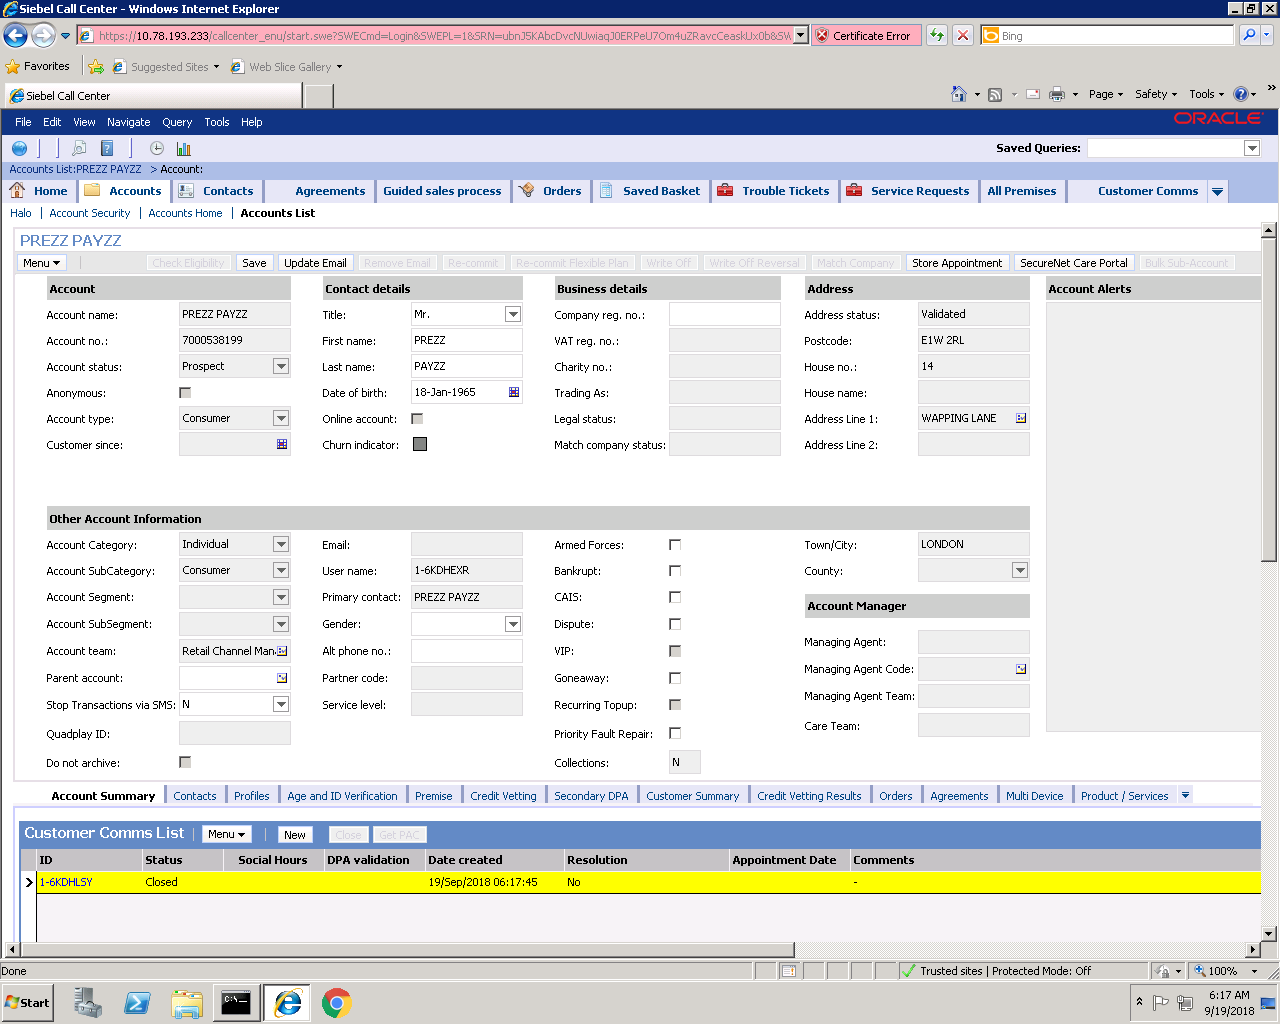 Siebel Call Center - Windows Internet Explorer
https://10.78.193.233/callcenter_enu/start.swe?SWECmd=Login&SWEPL=1&SRN=ubnJ5KAbcDvcNUwiaqJ0ERPeU7Om4uZRavcCeaskUx0b&SW
Certificate Error
Bing
Favorites
Suggested Sites
Web Slice Gallery
Siebel Call Center
Page
Safety
Tools
File Edit View Navigate Query Tools Help
ORACLE
Saved Queries:
Accounts List:PREZZ PAYZZ > Account:
Home Accounts Contacts Agreements Guided sales process Orders Saved Basket Trouble Tickets Service Requests All Premises Customer Comms
Halo | Account Security | Accounts Home | Accounts List
PREZZ PAYZZ
Menu Check Eligibility Save Update Email Remove Email Re-commit Re-commit Flexible Plan Write Off Write Off Reversal Match Company Store Appointment SecureNet Care Portal Bulk Sub-Account
Account Contact details Business details Address Account Alerts
Account name: PREZZ PAYZZ Title: Mr. Company reg. no.: Address status: Validated
Account no.: 7000538199 First name: PREZZ VAT reg. no.: Postcode: E1W 2RL
Account status: Prospect Last name: PAYZZ Charity no.: House no.: 14
Anonymous: Date of birth: 18-Jan-1965 Trading As: House name:
Account type: Consumer Online account: Legal status: Address Line 1: WAPPING LANE
Customer since: Churn indicator: Match company status: Address Line 2:
Other Account Information
Account Category: Individual Email: Armed Forces: Town/City: LONDON
Account SubCategory: Consumer User name: 1-6KDHEXR Bankrupt: County:
Account Segment: Primary contact: PREZZ PAYZZ CAIS: Account Manager
Account SubSegment: Gender: Dispute:
Account team: Retail Channel Man Alt phone no.: VIP: Managing Agent:
Parent account: Partner code: Goneaway: Managing Agent Code:
Stop Transactions via SMS: N Service level: Recurring Topup: Managing Agent Team:
Quadplay ID: Priority Fault Repair: Care Team:
Do not archive: Collections: N
Account Summary Contacts Profiles Age and ID Verification Premise Credit Vetting Secondary DPA Customer Summary Credit Vetting Results Orders Agreements Multi Device Product / Services
Customer Comms List Menu New Close Get PAC
ID Status Social Hours DPA validation Date created Resolution Appointment Date Comments
1-6KDHLSY Closed 19/Sep/2018 06:17:45 No -
Done
Trusted sites | Protected Mode: Off
100%
Start
6:17 AM
9/19/2018